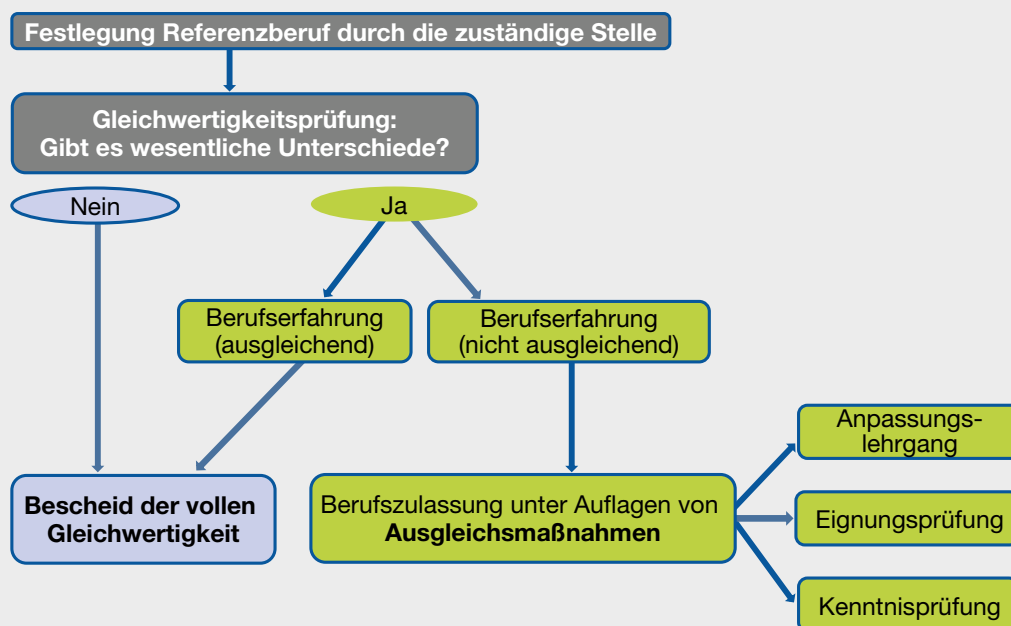 Festlegung Referenzberuf durch die zuständige Stelle
Gleichwertigkeitsprüfung:
Gibt es wesentliche Unterschiede?
Nein
Ja
Berufserfahrung
(ausgleichend)
Berufserfahrung
(nicht ausgleichend)
Bescheid der vollen
Gleichwertigkeit
Berufszulassung unter Auflagen von
Ausgleichsmaßnahmen
Anpassungs-
lehrgang
Eignungsprüfung
Kenntnisprüfung